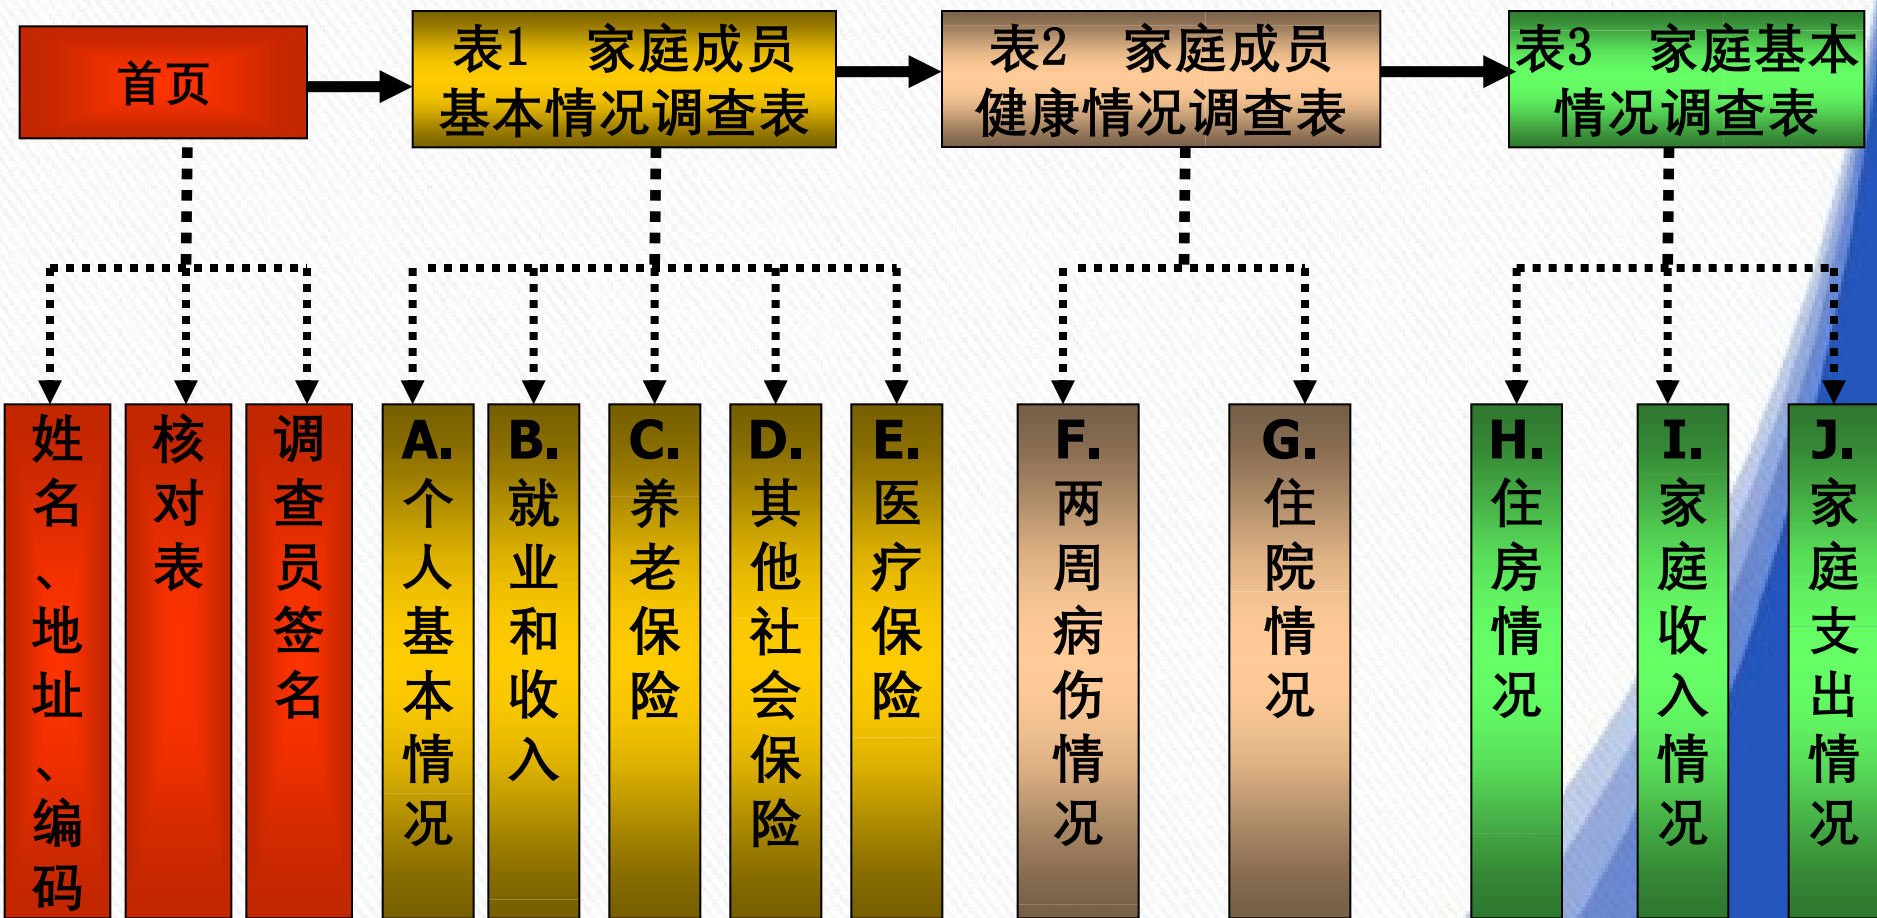 首页
表1　家庭成员
基本情况调查表
表2　家庭成员
健康情况调查表
表3　家庭基本
情况调查表
姓名、地址、编码
核对表
调查员签名
A.个人基本情况
B.就业和收入
C.养老保险
D.其他社会保险
E.医疗保险
F.两周病伤情况
G.住院情况
H.住房情况
I.家庭收入情况
J.家庭支出情况